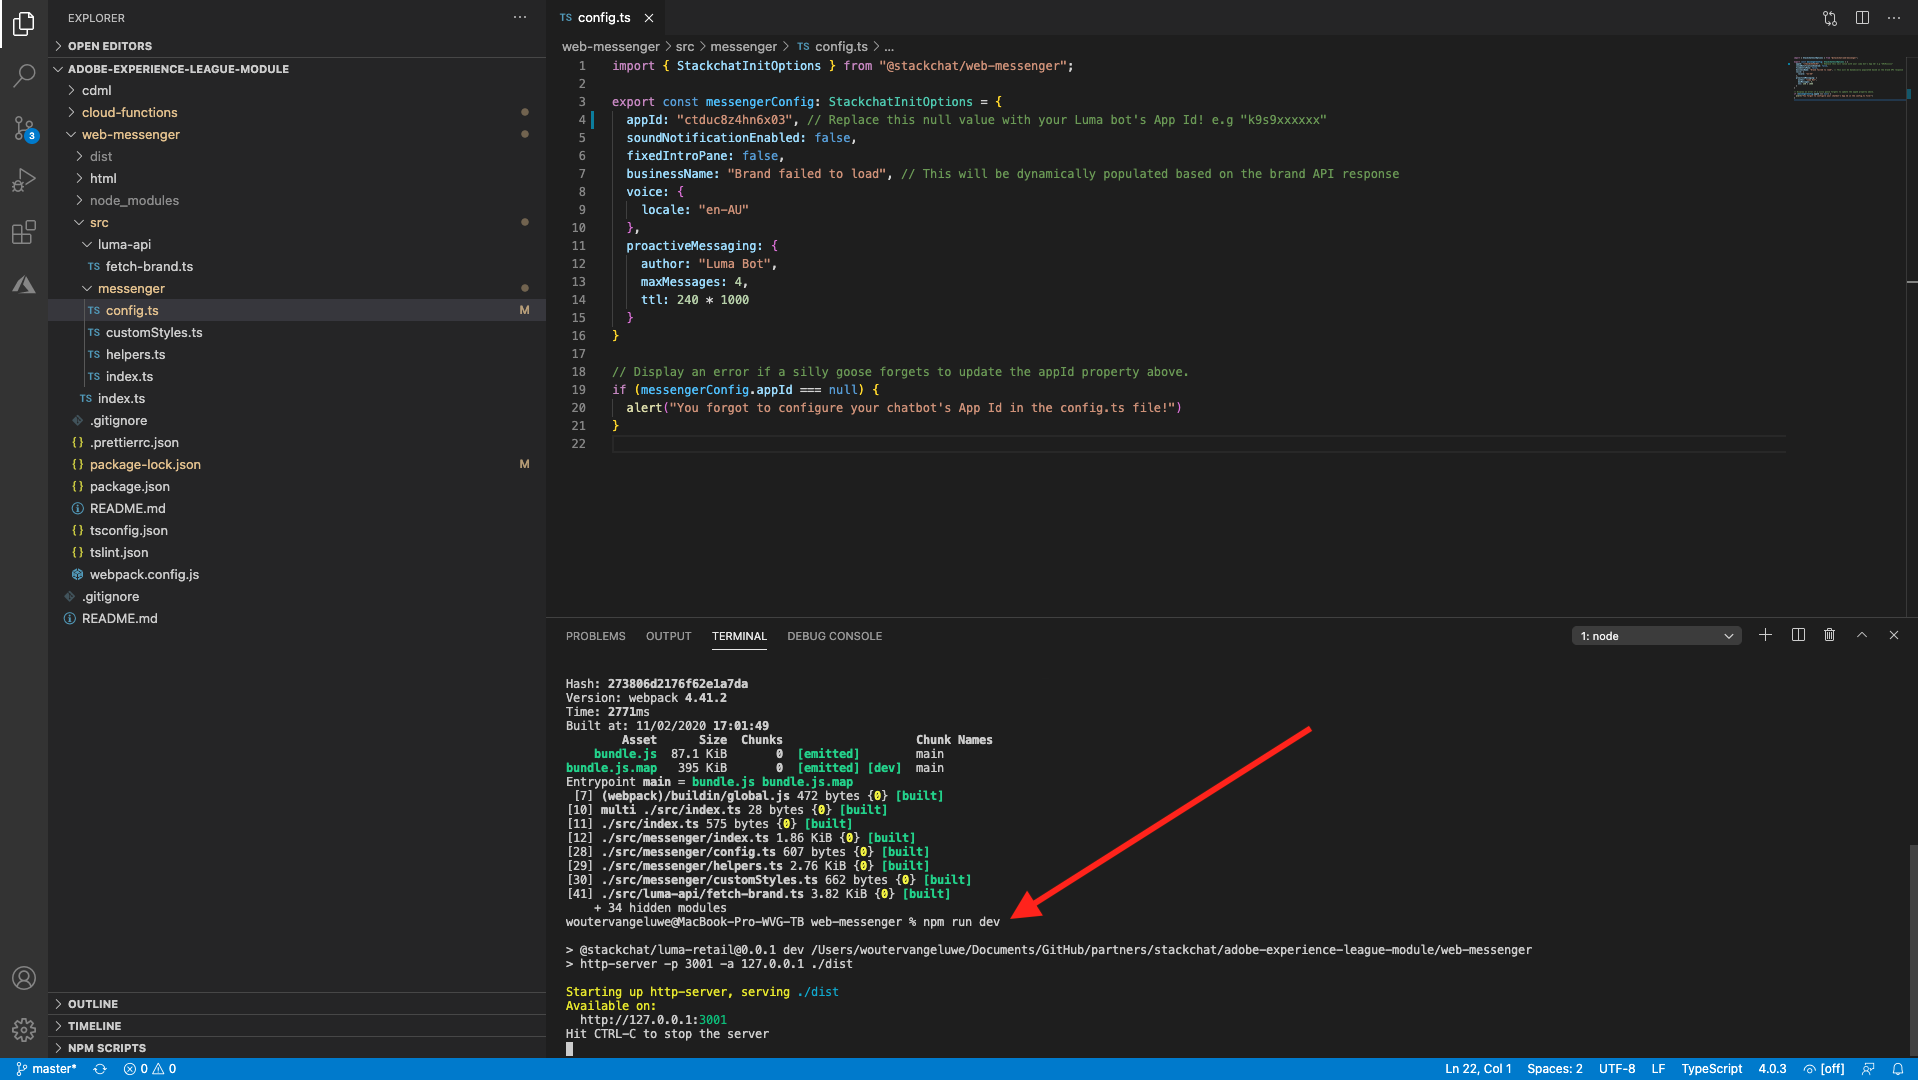 EXPLORER
OPEN EDITORS
ADOBE-EXPERIENCE-LEAGUE-MODULE
cdml
cloud-functions
3
web-messenger
dist
html
node_modules
src
luma-api
TS fetch-brand.ts
messenger
TS config.ts M
TS customStyles.ts
TS helpers.ts
TS index.ts
TS index.ts
.gitignore
{} .prettierrc.json
{} package-lock.json M
{} package.json
README.md
{} tsconfig.json
{} tslint.json
webpack.config.js
.gitignore
README.md
OUTLINE
TIMELINE
NPM SCRIPTS
TS config.ts
web-messenger > src > messenger > TS config.ts > ...
1 import { StackchatInitOptions } from "@stackchat/web-messenger";
2
3 export const messengerConfig: StackchatInitOptions = {
4 appId: "ctduc8z4hn6x03", // Replace this null value with your Luma bot's App Id! e.g "k9s9xxxxxx"
5 soundNotificationEnabled: false,
6 fixedIntroPane: false,
7 businessName: "Brand failed to load", // This will be dynamically populated based on the brand API response
8 voice: {
9 locale: "en-AU"
10 },
11 proactiveMessaging: {
12 author: "Luma Bot",
13 maxMessages: 4,
14 ttl: 240 * 1000
15 }
16 }
17
18 // Display an error if a silly goose forgets to update the appId property above.
19 if (messengerConfig.appId === null) {
20 alert("You forgot to configure your chatbot's App Id in the config.ts file!")
21 }
22
PROBLEMS OUTPUT TERMINAL DEBUG CONSOLE 1: node
Hash: 273806d2176f62e1a7da
Version: webpack 4.41.2
Time: 2771ms
Built at: 11/02/2020 17:01:49
Asset Size Chunks Chunk Names
bundle.js 87.1 KiB 0 [emitted] main
bundle.js.map 395 KiB 0 [emitted] [dev] main
Entrypoint main = bundle.js bundle.js.map
[7] (webpack)/buildin/global.js 472 bytes {0} [built]
[10] multi ./src/index.ts 28 bytes {0} [built]
[11] ./src/index.ts 575 bytes {0} [built]
[12] ./src/messenger/index.ts 1.86 KiB {0} [built]
[28] ./src/messenger/config.ts 607 bytes {0} [built]
[29] ./src/messenger/helpers.ts 2.76 KiB {0} [built]
[30] ./src/messenger/customStyles.ts 662 bytes {0} [built]
[41] ./src/luma-api/fetch-brand.ts 3.82 KiB {0} [built]
+ 34 hidden modules
woutervangeluwe@MacBook-Pro-WVG-TB web-messenger % npm run dev
> @stackchat/luma-retail@0.0.1 dev /Users/woutervangeluwe/Documents/GitHub/partners/stackchat/adobe-experience-league-module/web-messenger
> http-server -p 3001 -a 127.0.0.1 ./dist
Starting up http-server, serving ./dist
Available on:
http://127.0.0.1:3001
Hit CTRL-C to stop the server
master* 0 0 Ln 22, Col 1 Spaces: 2 UTF-8 LF TypeScript 4.0.3 [off]